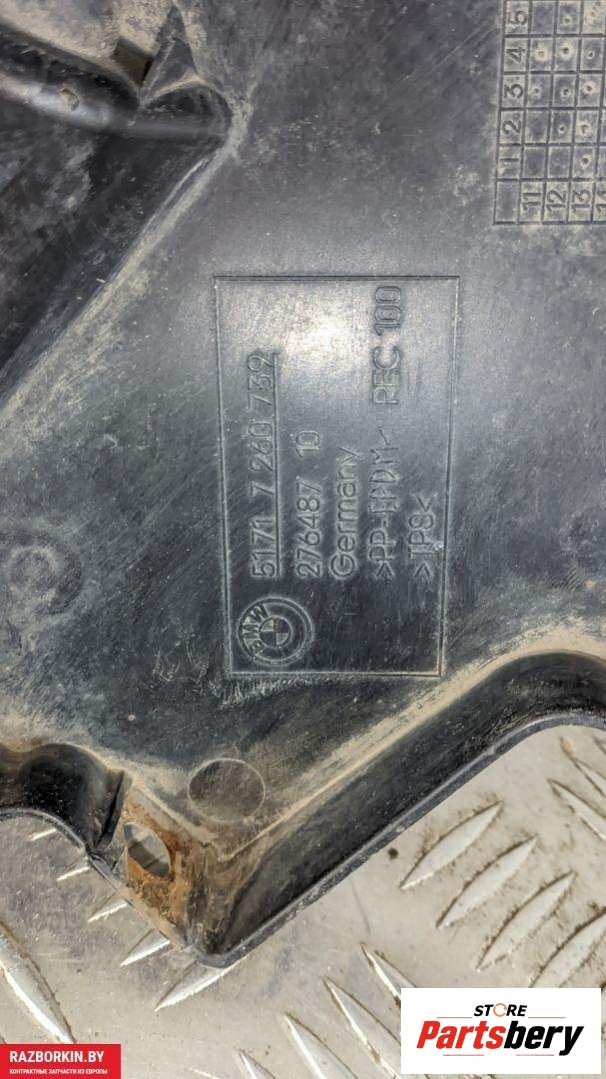 5171 7 260 739
276487 10
Germany
>PP-EPDM< REC 100
>TPS<
BMW
1 2 3 4 5
11 12 13
STORE
Partsbery
RAZBORKIN.BY
КОНТРАКТНЫЕ ЗАПЧАСТИ ИЗ ЕВРОПЫ